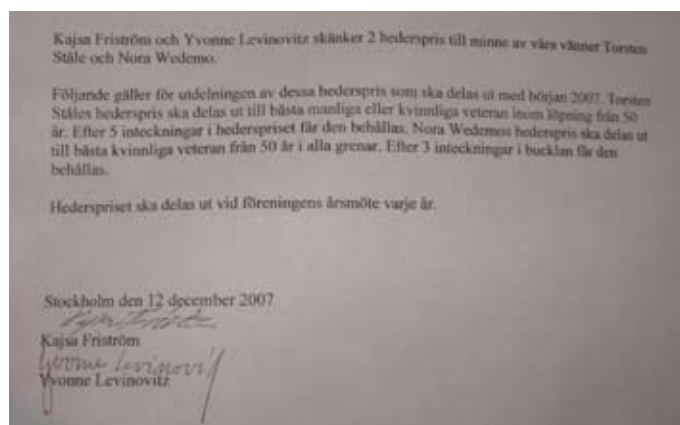 Kajsa Friström och Yvonne Levinovitz skänker 2 hederspris till minne av våra vänner Torsten
Ståle och Nora Wedemo.
Följande gäller för utdelningen av dessa hederspris som ska delas ut med början 2007. Torsten
Ståles hederspris ska delas ut till bästa manliga eller kvinnliga veteran inom löpning från 50
år. Efter 5 inteckningar i hederspriset får den behållas. Nora Wedemos hederspris ska delas ut
till bästa kvinnliga veteran från 50 år i alla grenar. Efter 3 inteckningar i bucklan får den
behållas.
Hederspriset ska delas ut vid föreningens årsmöte varje år.
Stockholm den 12 december 2007
Kajsa Friström
Yvonne Levinovitz
Yvonne Levinovitz